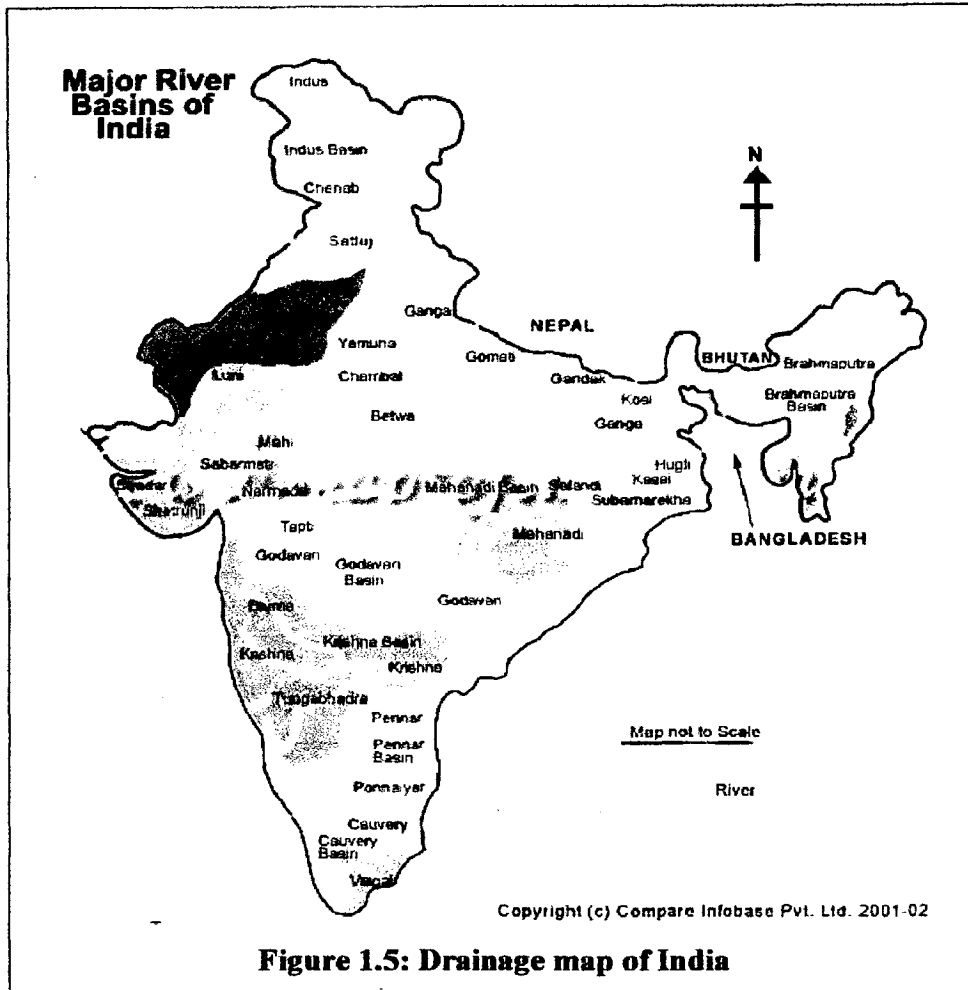 Major River
Basins of
India
Indus
Indus Basin
Chenab
N
Satluj
Ganga
NEPAL
Yamuna
Gomati
BHUTAN
Brahmaputra
Luni
Chambal
Gandak
Kosi
Brahmaputra
Basin
Betwa
Ganga
Mahi
Sabarmati
Hugli
Kasai
Narmada
Mahanadi Basin
Salandi
Subarnarekha
Shatrunji
Tapti
Mahanadi
BANGLADESH
Godavari
Godavari
Basin
Godavari
Bhima
Krishna Basin
Krishna
Krishna
Tungabhadra
Pennar
Map not to Scale
Pennar
Basin
Ponnaiyar
River
Cauvery
Cauvery
Basin
Vaigai
Copyright (c) Compare Infobase Pvt. Ltd. 2001-02
Figure 1.5: Drainage map of India